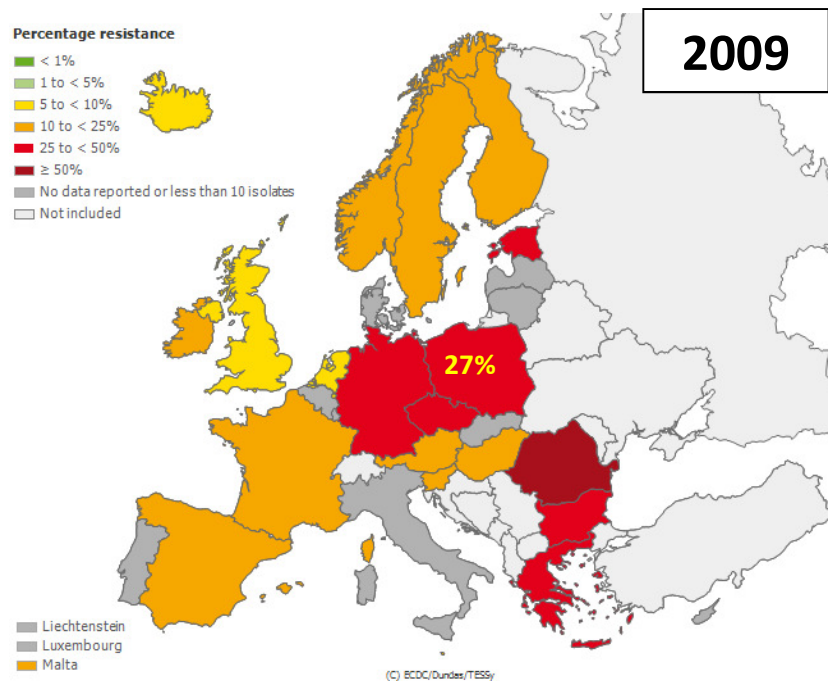 Percentage resistance
2009
< 1%
1 to < 5%
5 to < 10%
10 to < 25%
25 to < 50%
≥ 50%
No data reported or less than 10 isolates
Not included
27%
Liechtenstein
Luxembourg
Malta
(C) ECDC/Dundas/TESSy